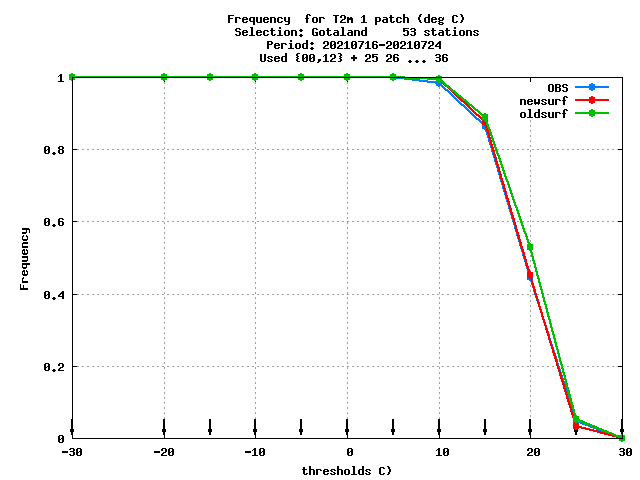 Frequency  for T2m 1 patch (deg C)
Selection: Gotaland     53 stations
Period: 20210716-20210724
Used {00,12} + 25 26 ... 36
OBS
newsurf
oldsurf
1
0.8
0.6
0.4
0.2
0
Frequency
-30 -20 -10 0 10 20 30
thresholds C)